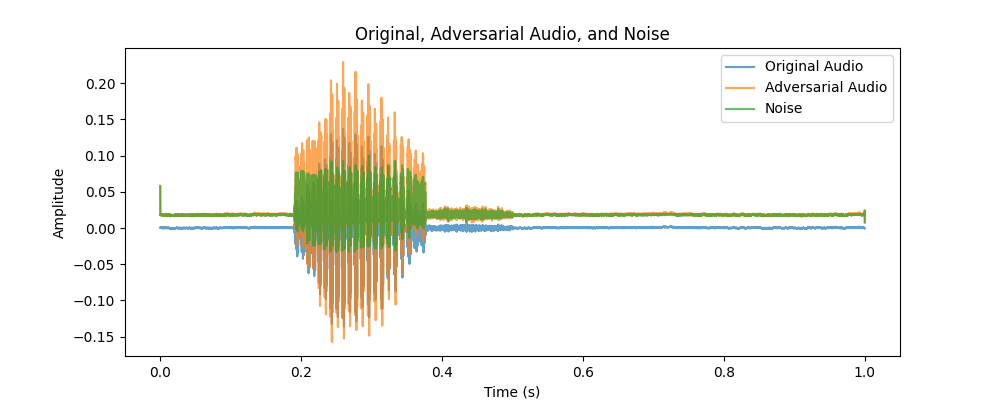 Original, Adversarial Audio, and Noise
Original Audio
Adversarial Audio
Noise
Amplitude
0.20
0.15
0.10
0.05
0.00
−0.05
−0.10
−0.15
0.0 0.2 0.4 0.6 0.8 1.0
Time (s)